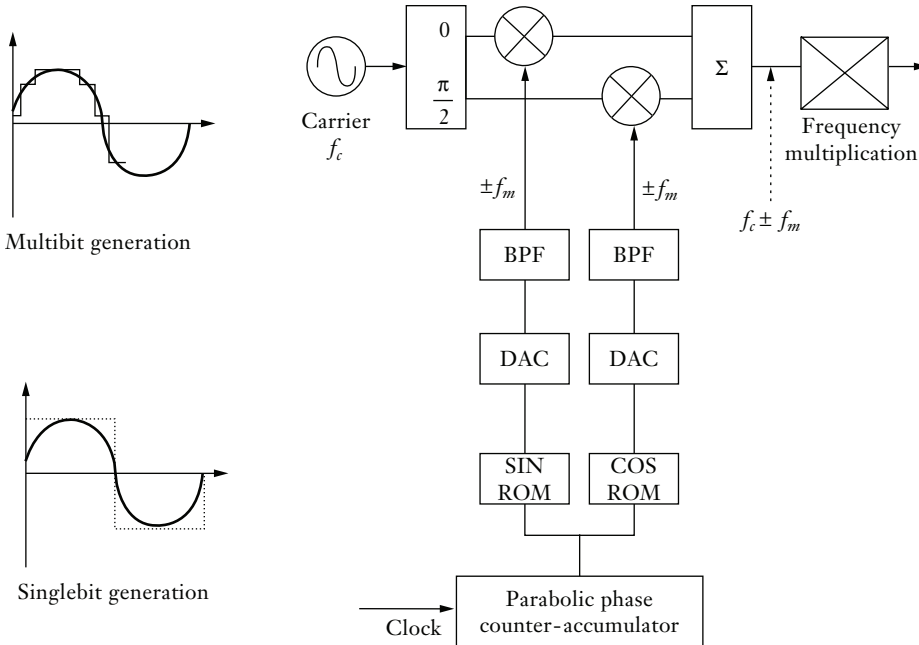 Multibit generation
Singlebit generation
Carrier
f_c
0
π
2
Σ
Frequency
multiplication
±f_m
±f_m
f_c ± f_m
BPF
BPF
DAC
DAC
SIN
ROM
COS
ROM
Clock
Parabolic phase
counter-accumulator